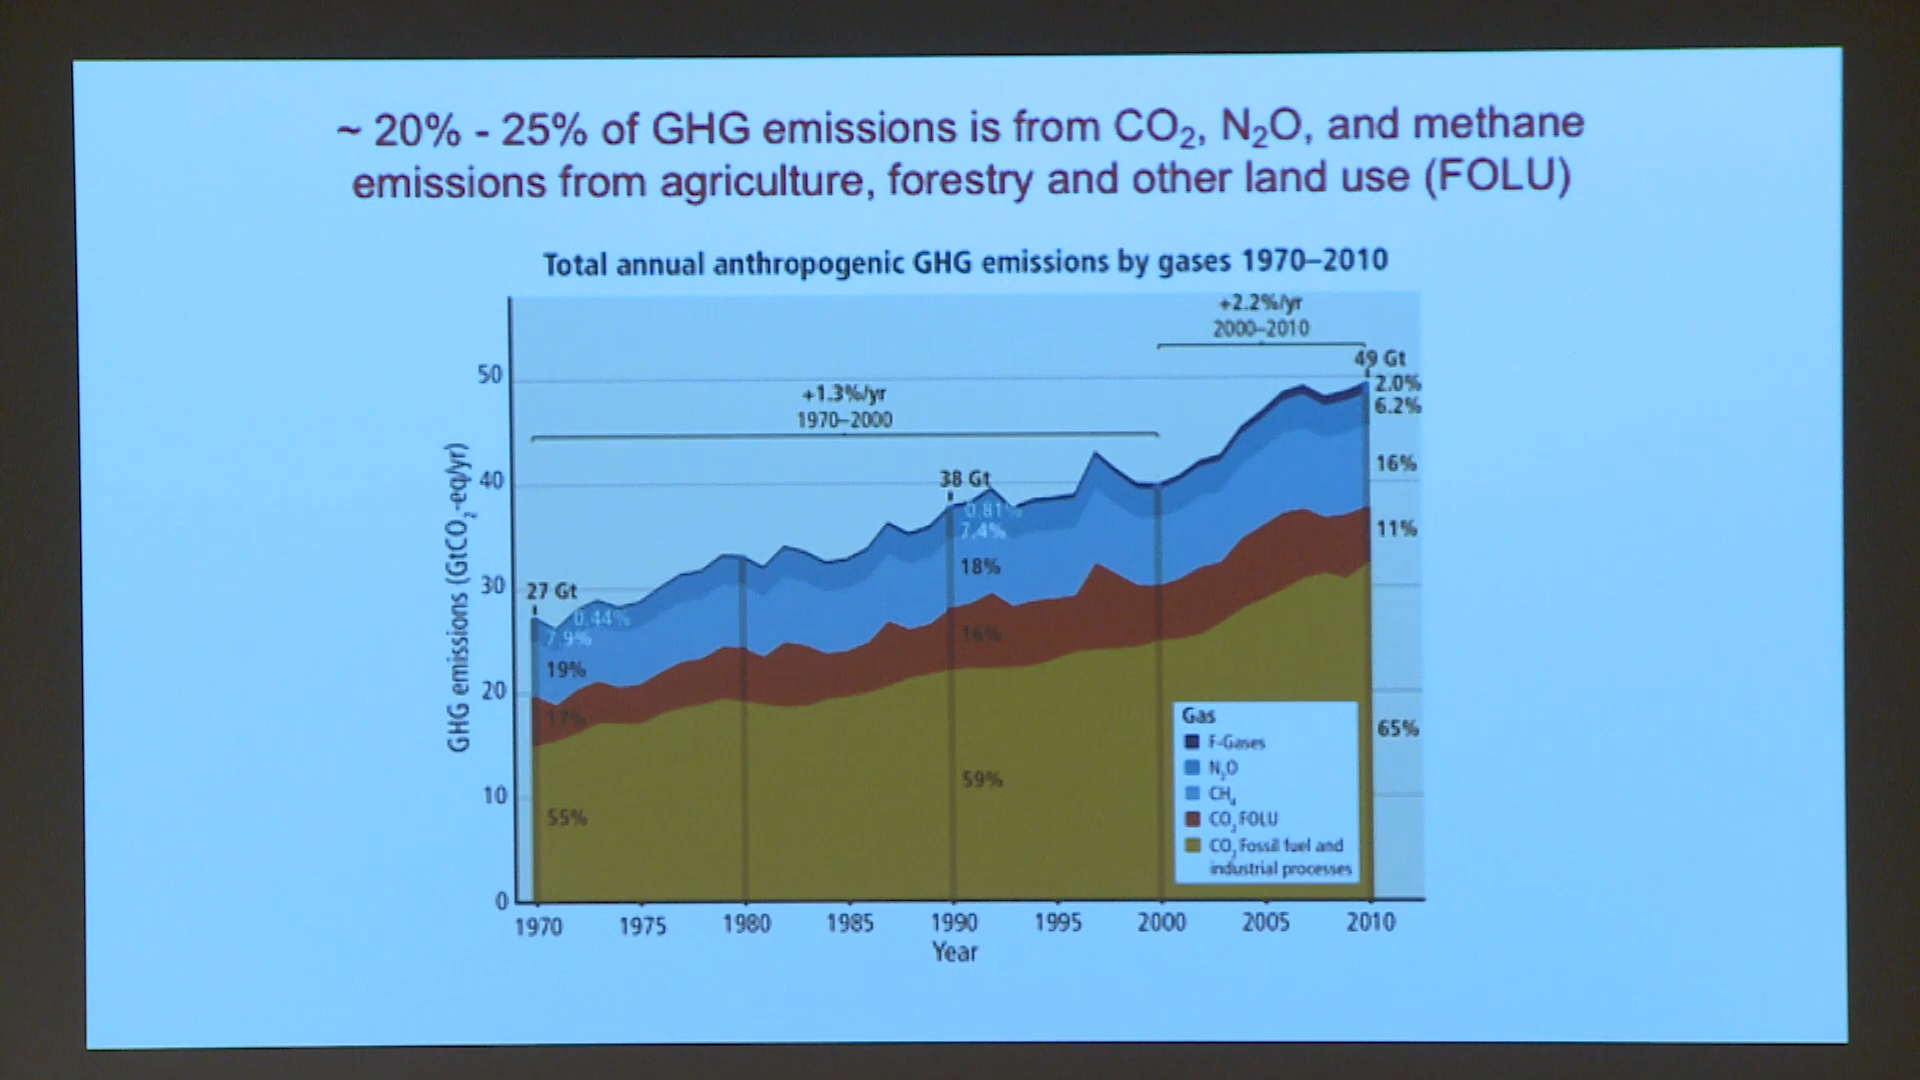 ~ 20% - 25% of GHG emissions is from CO₂, N₂O, and methane
emissions from agriculture, forestry and other land use (FOLU)
Total annual anthropogenic GHG emissions by gases 1970–2010
+2.2%/yr
2000–2010
49 Gt
2.0%
6.2%
16%
11%
65%
+1.3%/yr
1970–2000
38 Gt
0.81%
7.4%
18%
16%
59%
27 Gt
0.44%
7.9%
19%
17%
55%
GHG emissions (GtCO₂-eq/yr)
50
40
30
20
10
0
Gas
F-Gases
N₂O
CH₄
CO₂ FOLU
CO₂ Fossil fuel and
industrial processes
1970 1975 1980 1985 1990 1995 2000 2005 2010
Year